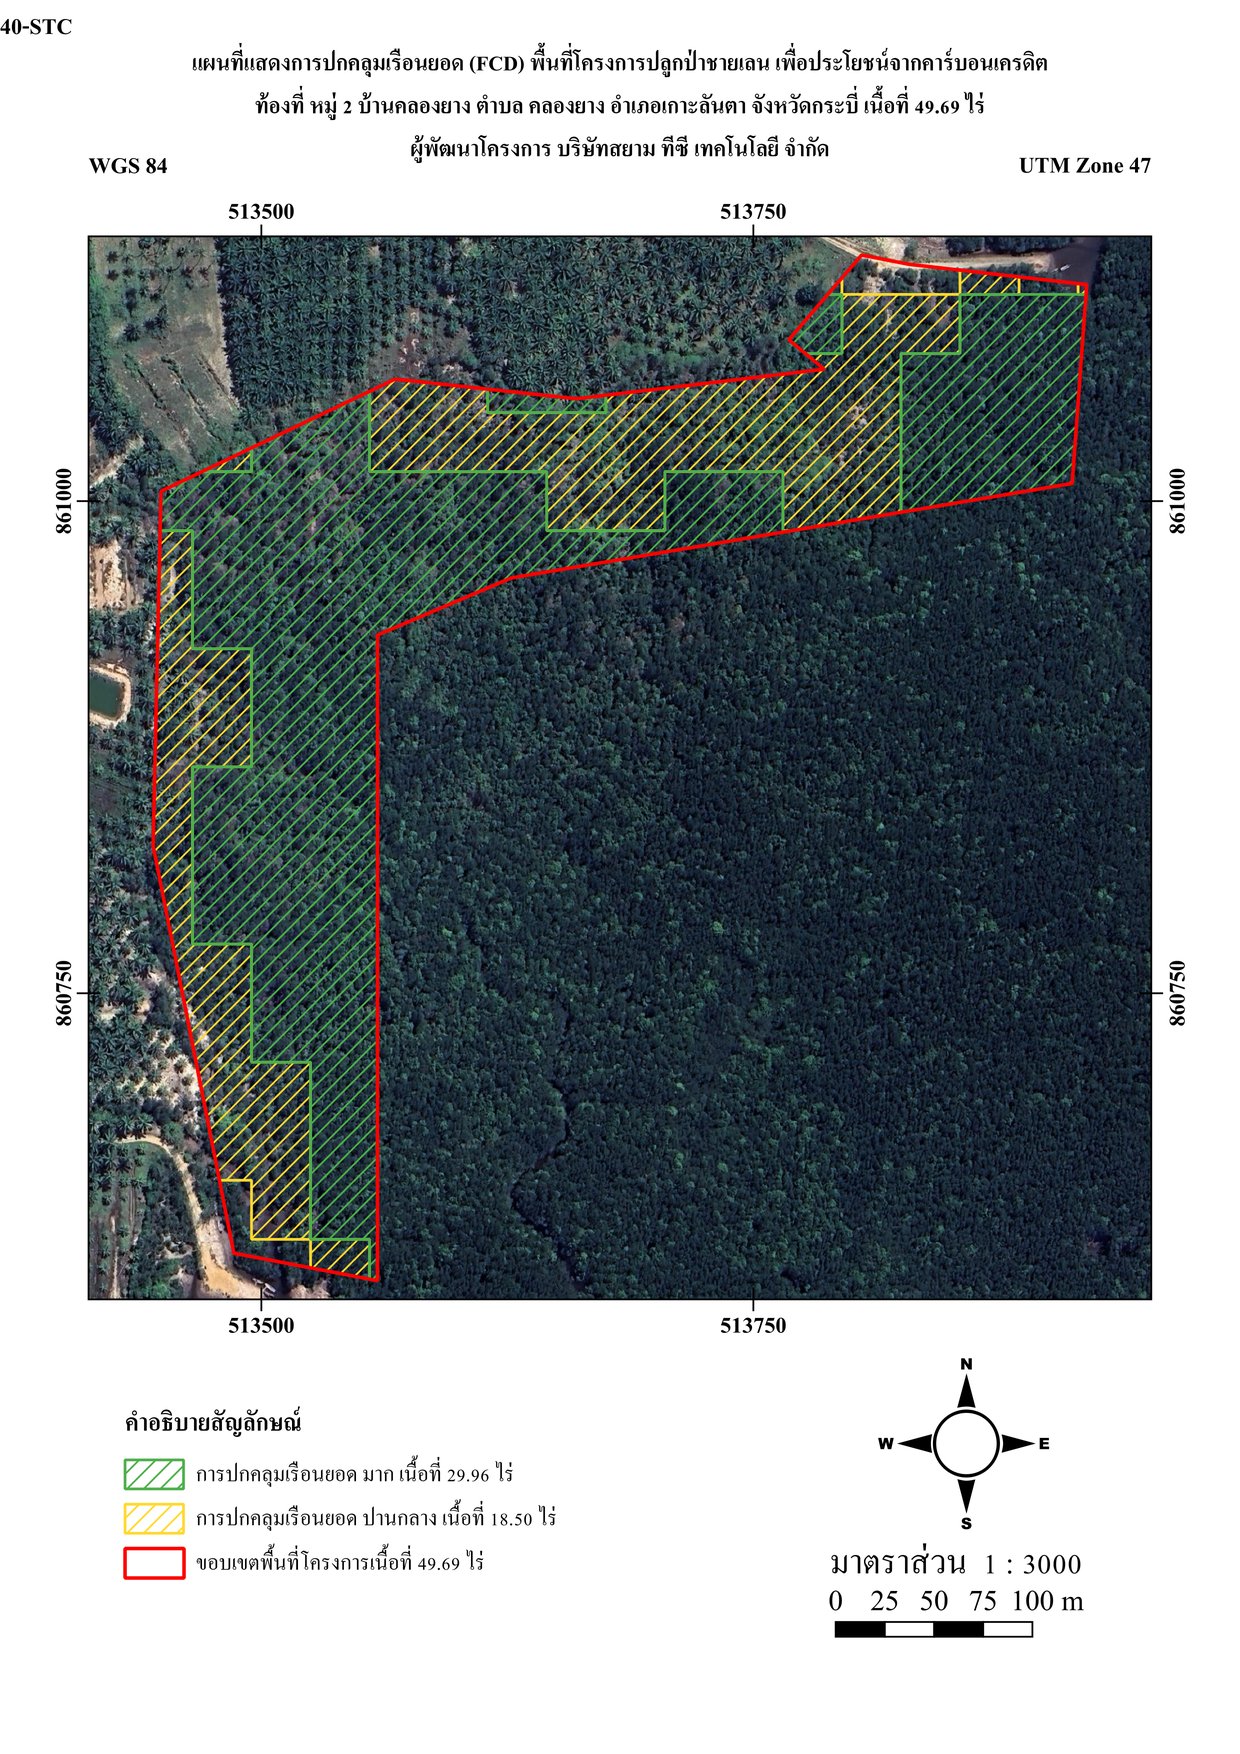 40-STC
แผนที่แสดงการปกคลุมเรือนยอด (FCD) พื้นที่โครงการปลูกป่าชายเลน เพื่อประโยชน์จากคาร์บอนเครดิต
ท้องที่ หมู่ 2 บ้านคลองยาง ตำบล คลองยาง อำเภอเกาะลันตา จังหวัดกระบี่ เนื้อที่ 49.69 ไร่
ผู้พัฒนาโครงการ บริษัทสยาม ทีซี เทคโนโลยี จำกัด
WGS 84 UTM Zone 47
513500 513750
861000 861000
860750 860750
513500 513750
คำอธิบายสัญลักษณ์
การปกคลุมเรือนยอด มาก เนื้อที่ 29.96 ไร่
การปกคลุมเรือนยอด ปานกลาง เนื้อที่ 18.50 ไร่
ขอบเขตพื้นที่โครงการเนื้อที่ 49.69 ไร่
N
W E
S
มาตราส่วน 1 : 3000
0 25 50 75 100 m